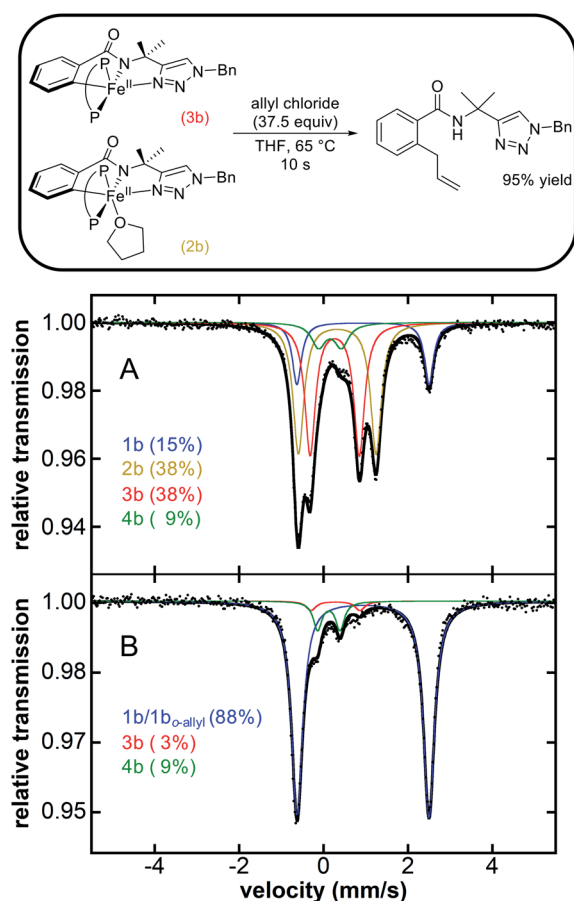 O
P
N
Bn
Fe^II
N
N
N
P
(3b)
allyl chloride
(37.5 equiv)
THF, 65 °C
10 s
O
N
H
N
N
N
Bn
95% yield
O
P
N
Bn
Fe^II
N
N
N
P
O
(2b)
relative transmission
1.00
0.98
0.96
0.94
A
1b (15%)
2b (38%)
3b (38%)
4b ( 9%)
relative transmission
1.00
0.98
0.97
0.95
B
1b/1b_o-allyl (88%)
3b ( 3%)
4b ( 9%)
-4 -2 0 2 4
velocity (mm/s)